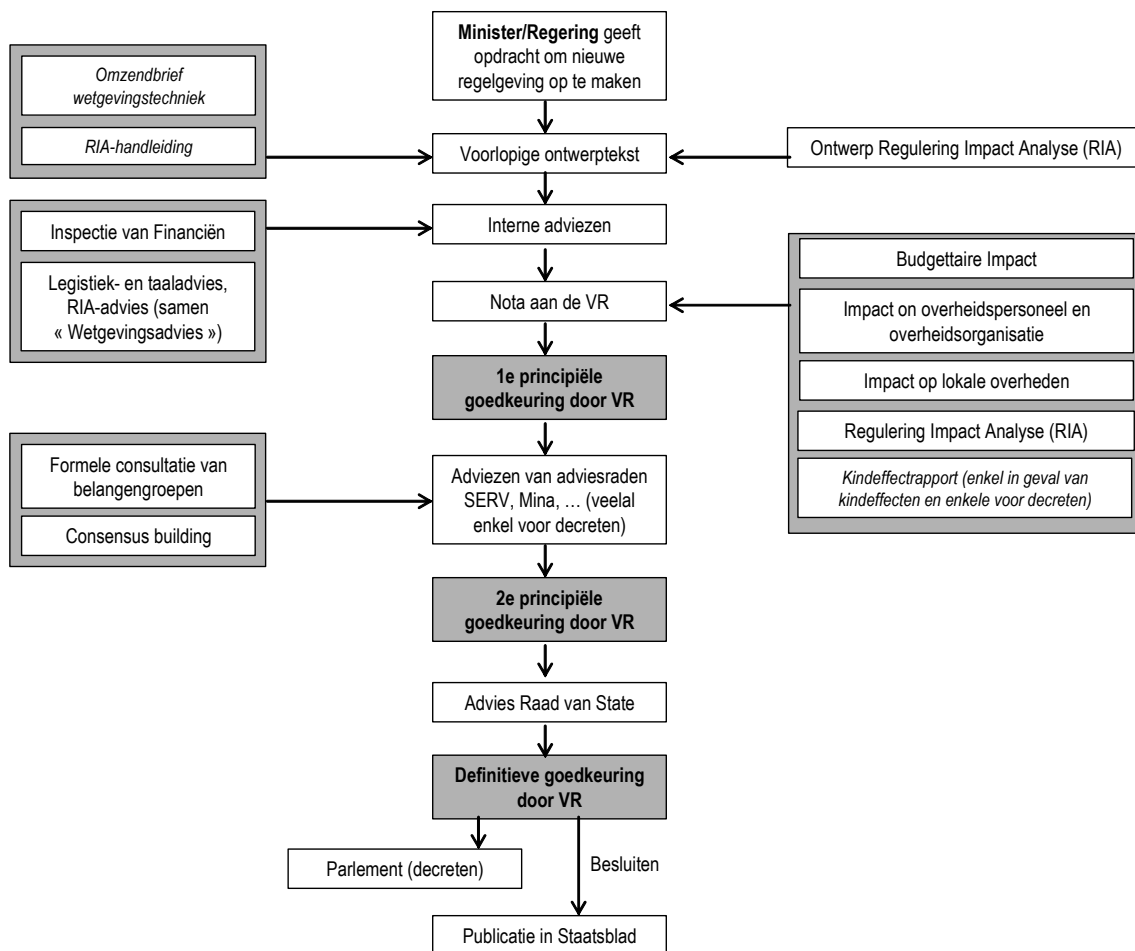 Minister/Regering geeft
opdracht om nieuwe
regelgeving op te maken
Omzendbrief
wetgevingstechniek
RIA-handleiding
Voorlopige ontwerptekst
Ontwerp Regulering Impact Analyse (RIA)
Inspectie van Financiën
Legistiek- en taaladvies,
RIA-advies (samen
« Wetgevingsadvies »)
Interne adviezen
Nota aan de VR
Budgettaire Impact
Impact on overheidspersoneel en
overheidsorganisatie
Impact op lokale overheden
Regulering Impact Analyse (RIA)
Kindeffectrapport (enkel in geval van
kindeffecten en enkele voor decreten)
1e principiële
goedkeuring door VR
Formele consultatie van
belangengroepen
Consensus building
Adviezen van adviesraden
SERV, Mina, … (veelal
enkel voor decreten)
2e principiële
goedkeuring door VR
Advies Raad van State
Definitieve goedkeuring
door VR
Parlement (decreten)
Besluiten
Publicatie in Staatsblad